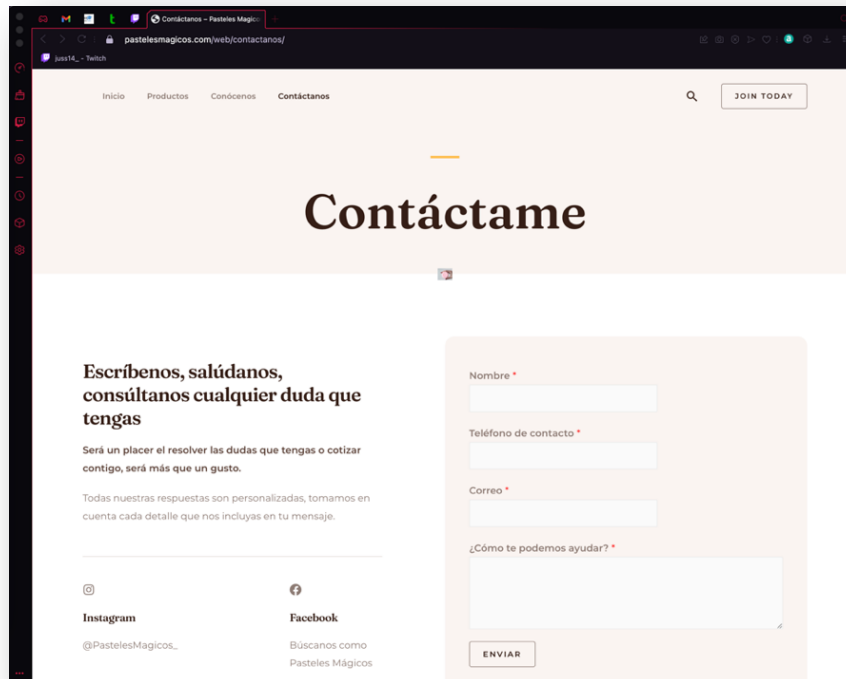 Contáctanos – Pasteles Magico
pastelesmagicos.com/web/contactanos/
juss14_ - Twitch
Inicio
Productos
Conócenos
Contáctanos
JOIN TODAY
Contáctame
Escríbenos, salúdanos,
consúltanos cualquier duda que
tengas
Será un placer el resolver las dudas que tengas o cotizar
contigo, será más que un gusto.
Todas nuestras respuestas son personalizadas, tomamos en
cuenta cada detalle que nos incluyas en tu mensaje.
Instagram
@PastelesMagicos_
Facebook
Búscanos como
Pasteles Mágicos
Nombre *
Teléfono de contacto *
Correo *
¿Cómo te podemos ayudar? *
ENVIAR